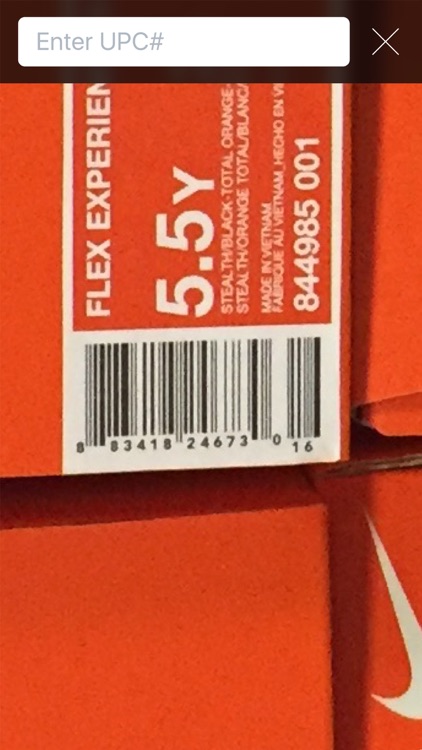 Enter UPC#
FLEX EXPERIEN
5.5Y
STEALTH/BLACK-TOTAL ORANGE-
STEALTH/ORANGE TOTAL/BLANC
MADE IN VIETNAM
FABRIQUE AU VIETNAM, HECHO EN VI
844985 001
8 83418 24673 0 16